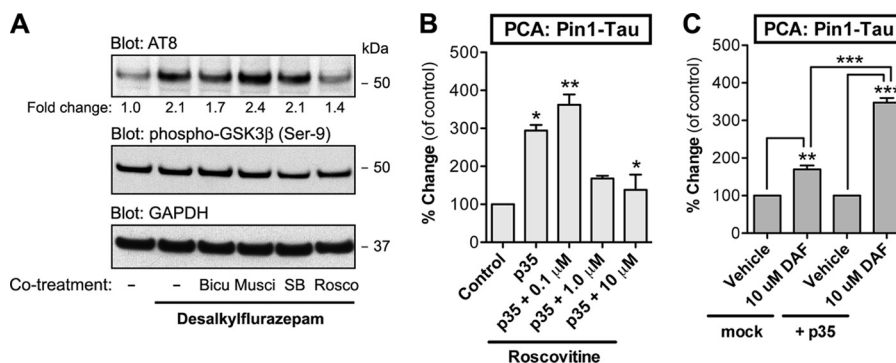 A
Blot: AT8
kDa
– 50
Fold change: 1.0 2.1 1.7 2.4 2.1 1.4
Blot: phospho-GSK3β (Ser-9)
– 50
Blot: GAPDH
– 37
Co-treatment: – – Bicu Musci SB Rosco
Desalkylflurazepam
B
PCA: Pin1-Tau
% Change (of control)
500
400
300
200
100
0
*
**
*
Control
p35
p35 + 0.1 µM
p35 + 1.0 µM
p35 + 10 µM
Roscovitine
C
PCA: Pin1-Tau
% Change (of control)
500
400
300
200
100
0
**
***
***
Vehicle
10 uM DAF
Vehicle
10 uM DAF
mock
+ p35